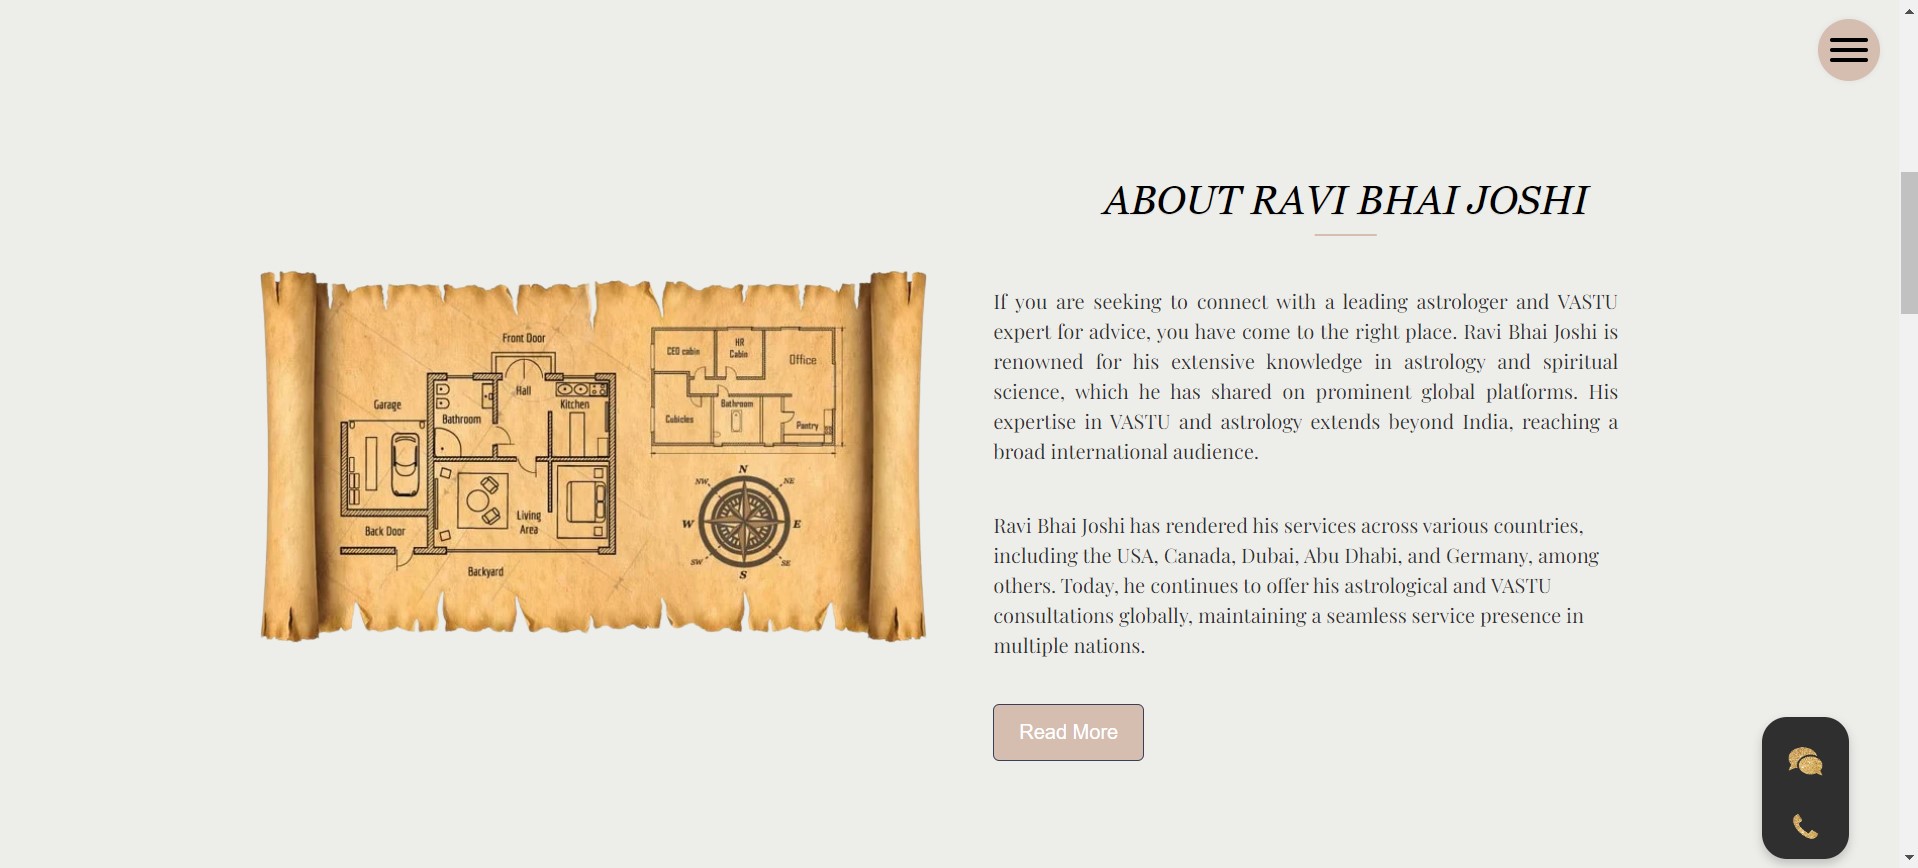 ABOUT RAVI BHAI JOSHI
If you are seeking to connect with a leading astrologer and VASTU
expert for advice, you have come to the right place. Ravi Bhai Joshi is
renowned for his extensive knowledge in astrology and spiritual
science, which he has shared on prominent global platforms. His
expertise in VASTU and astrology extends beyond India, reaching a
broad international audience.
Ravi Bhai Joshi has rendered his services across various countries,
including the USA, Canada, Dubai, Abu Dhabi, and Germany, among
others. Today, he continues to offer his astrological and VASTU
consultations globally, maintaining a seamless service presence in
multiple nations.
Read More
Front Door
Hall
Kitchen
Garage
Bathroom
Living
Area
Back Door
Backyard
CEO cabin
HR
Cabin
Office
Cubicles
Bathroom
Pantry
N
NW
NE
W
E
SW
SE
S